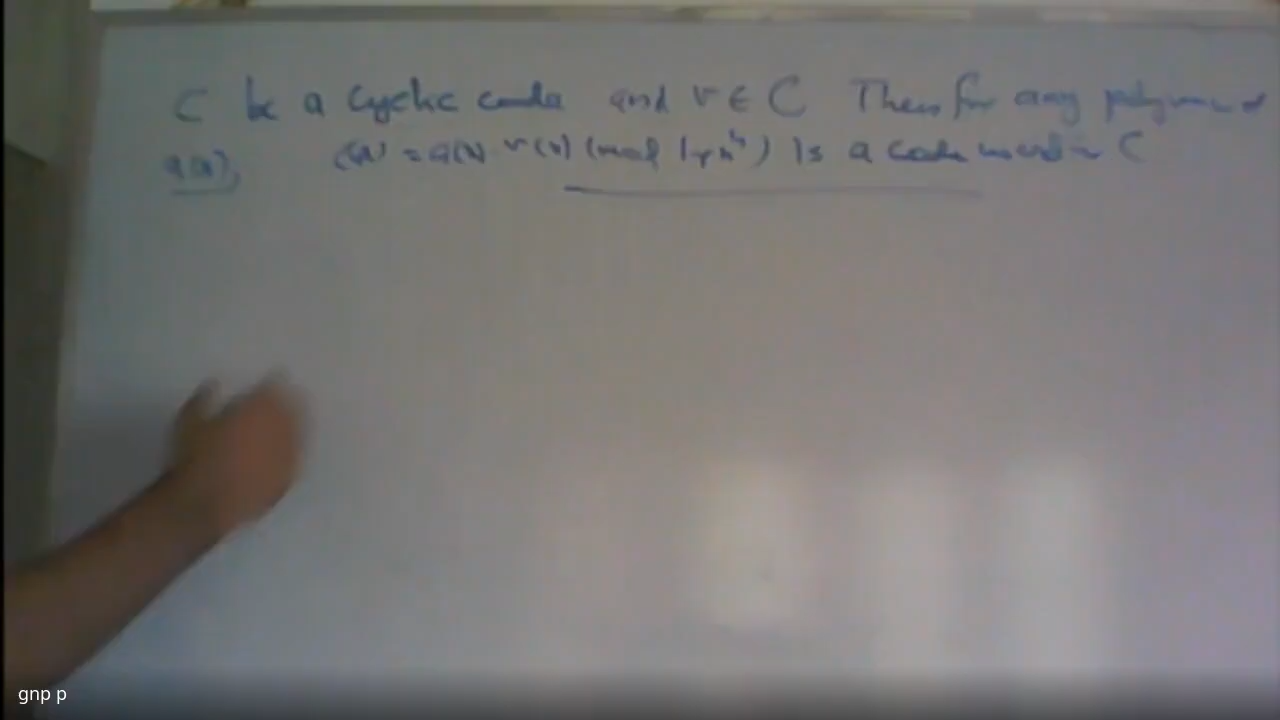 C be a cyclic code and v ∈ C Then for any polynomial
a(x), c(x) = a(x) v(x) (mod 1+x^n) is a code word in C
gnp p